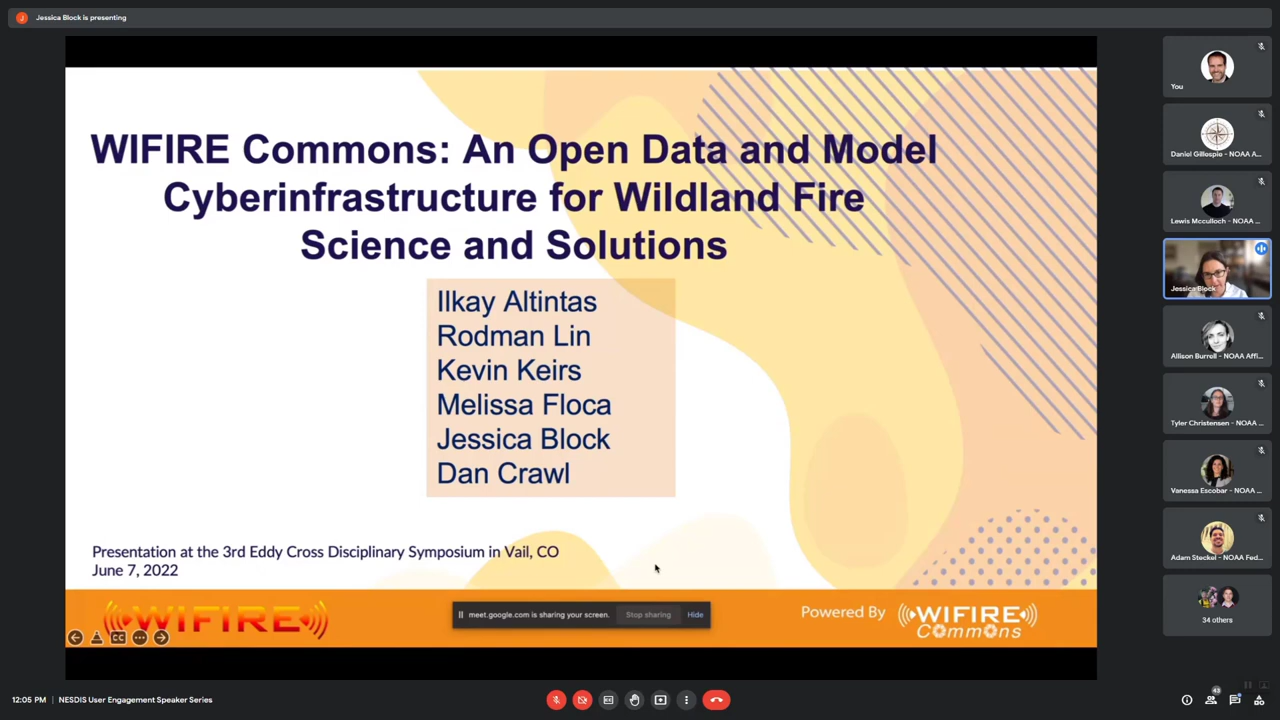 J
Jessica Block is presenting
WIFIRE Commons: An Open Data and Model
Cyberinfrastructure for Wildland Fire
Science and Solutions
Ilkay Altintas
Rodman Lin
Kevin Keirs
Melissa Floca
Jessica Block
Dan Crawl
Presentation at the 3rd Eddy Cross Disciplinary Symposium in Vail, CO
June 7, 2022
WIFIRE
CC
meet.google.com is sharing your screen.
Stop sharing
Hide
Powered By
WIFIRE
Commons
You
Daniel Gillespie - NOAA A...
Lewis Mcculloch - NOAA ...
Jessica Block
Allison Burrell - NOAA Affi...
Tyler Christensen - NOAA ...
Vanessa Escobar - NOAA ...
Adam Steckel - NOAA Fed...
34 others
12:05 PM
NESDIS User Engagement Speaker Series
43